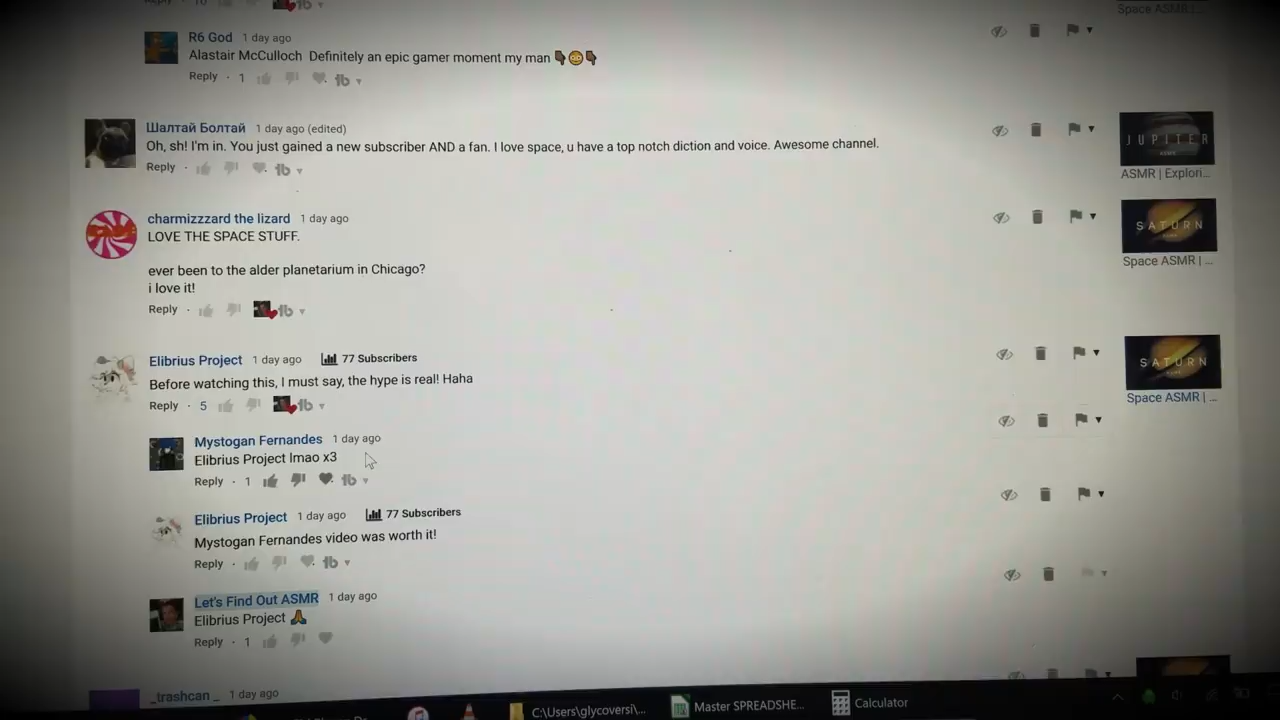 Space ASMR |...
R6 God 1 day ago
Alastair McCulloch Definitely an epic gamer moment my man 👇🏿😳👇🏿
Reply · 1
Шалтай Болтай 1 day ago (edited)
Oh, sh! I'm in. You just gained a new subscriber AND a fan. I love space, u have a top notch diction and voice. Awesome channel.
Reply ·
JUPITER
ASMR
ASMR | Explori...
charmizzzard the lizard 1 day ago
LOVE THE SPACE STUFF.
ever been to the alder planetarium in Chicago?
i love it!
Reply ·
SATURN
Space ASMR | ...
Elibrius Project 1 day ago 77 Subscribers
Before watching this, I must say, the hype is real! Haha
Reply · 5
SATURN
Space ASMR | ...
Mystogan Fernandes 1 day ago
Elibrius Project lmao x3
Reply · 1
Elibrius Project 1 day ago 77 Subscribers
Mystogan Fernandes video was worth it!
Reply ·
Let's Find Out ASMR 1 day ago
Elibrius Project 🙏
Reply · 1
_trashcan _ 1 day ago
C:\Users\glycoversi\... Master SPREADSHE... Calculator